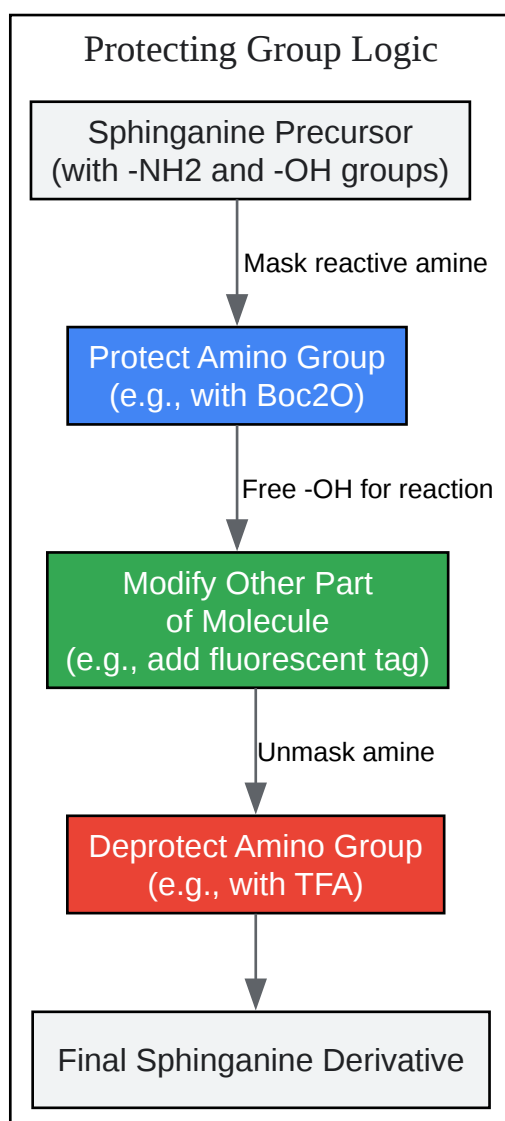 Protecting Group Logic
Sphinganine Precursor
(with -NH2 and -OH groups)
Mask reactive amine
Protect Amino Group
(e.g., with Boc2O)
Free -OH for reaction
Modify Other Part
of Molecule
(e.g., add fluorescent tag)
Unmask amine
Deprotect Amino Group
(e.g., with TFA)
Final Sphinganine Derivative